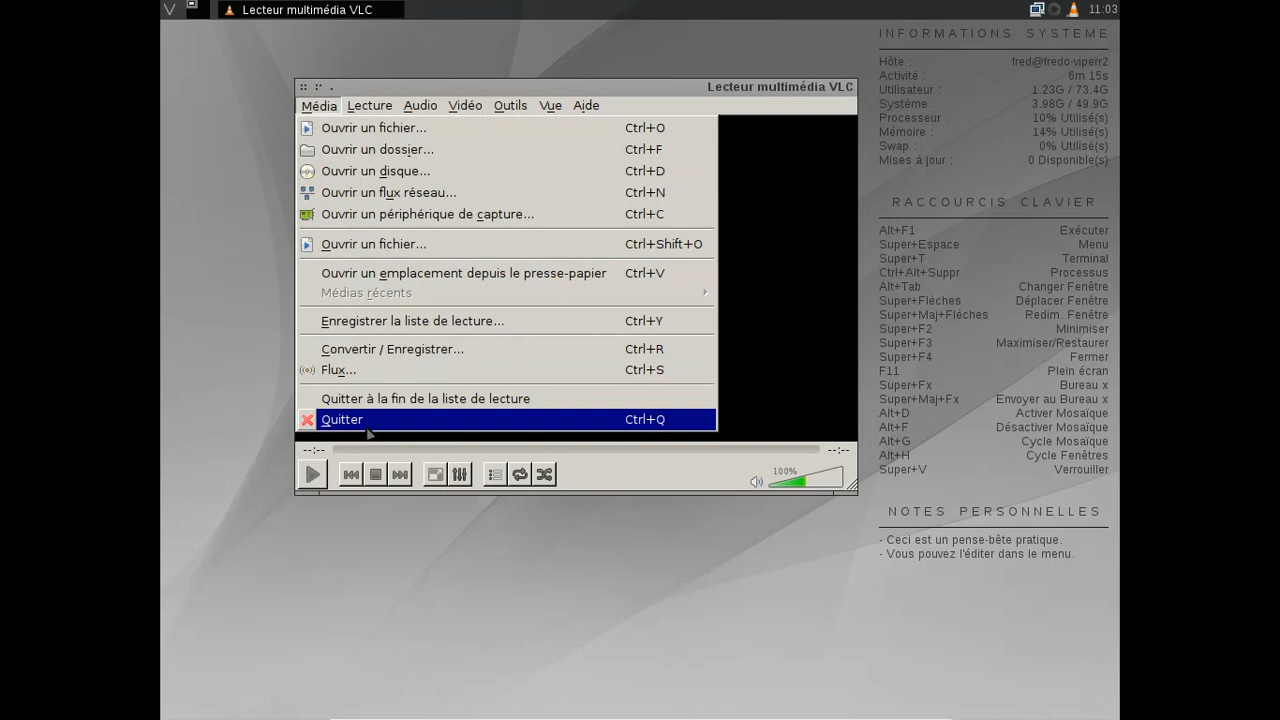 Lecteur multimédia VLC
11:03
Lecteur multimédia VLC
Média Lecture Audio Vidéo Outils Vue Aide
Ouvrir un fichier... Ctrl+O
Ouvrir un dossier... Ctrl+F
Ouvrir un disque... Ctrl+D
Ouvrir un flux réseau... Ctrl+N
Ouvrir un périphérique de capture... Ctrl+C
Ouvrir un fichier... Ctrl+Shift+O
Ouvrir un emplacement depuis le presse-papier Ctrl+V
Médias récents
Enregistrer la liste de lecture... Ctrl+Y
Convertir / Enregistrer... Ctrl+R
Flux... Ctrl+S
Quitter à la fin de la liste de lecture
Quitter Ctrl+Q
--:-- --:--
100%
INFORMATIONS SYSTEME
Hôte : fred@fredo-viperr2
Activité : 6m 15s
Utilisateur : 1.23G / 73.4G
Systéme : 3.98G / 49.9G
Processeur : 10% Utilisé(s)
Mémoire : 14% Utilisé(s)
Swap : 0% Utilisé(s)
Mises à jour : 0 Disponible(s)
RACCOURCIS CLAVIER
Alt+F1 Exécuter
Super+Espace Menu
Super+T Terminal
Ctrl+Alt+Suppr Processus
Alt+Tab Changer Fenêtre
Super+Fléches Déplacer Fenêtre
Super+Maj+Fléches Redim. Fenêtre
Super+F2 Minimiser
Super+F3 Maximiser/Restaurer
Super+F4 Fermer
F11 Plein écran
Super+Fx Bureau x
Super+Maj+Fx Envoyer au Bureau x
Alt+D Activer Mosaïque
Alt+F Désactiver Mosaïque
Alt+G Cycle Mosaïque
Alt+H Cycle Fenêtres
Super+V Verrouiller
NOTES PERSONNELLES
- Ceci est un pense-bête pratique.
- Vous pouvez l'éditer dans le menu.